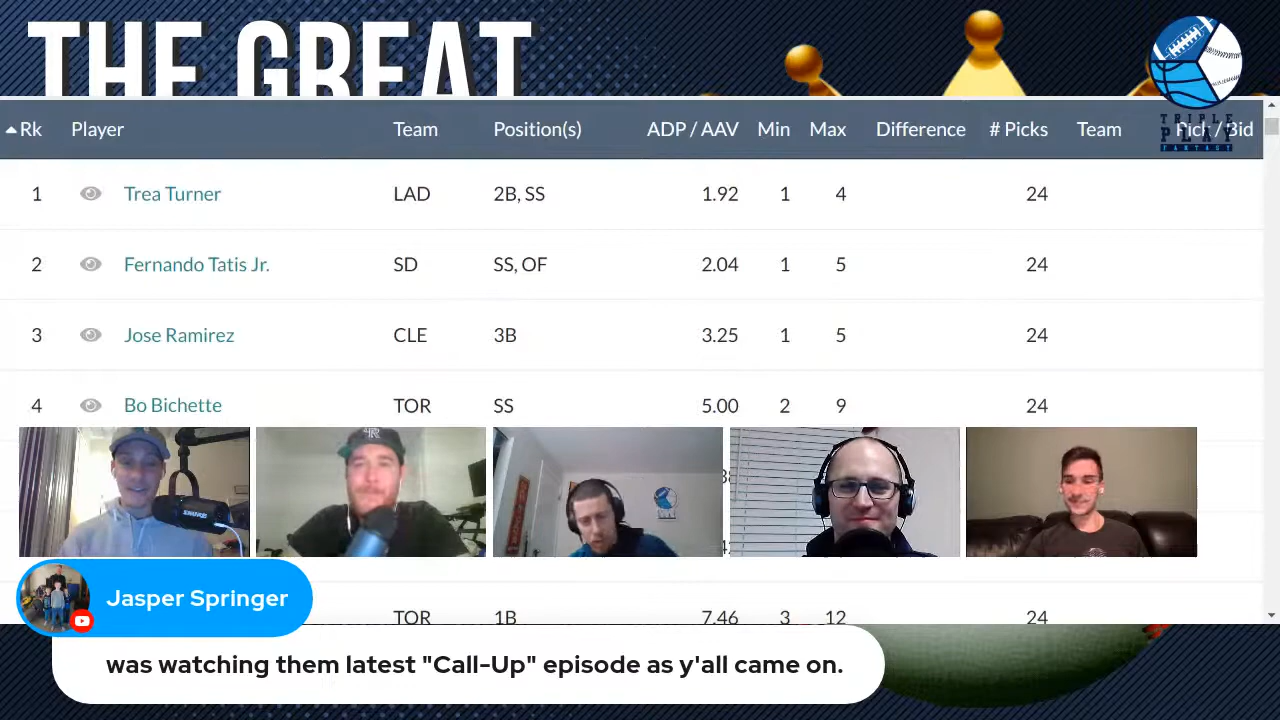 THE GREAT
Rk Player Team Position(s) ADP / AAV Min Max Difference # Picks Team Pick / Bid
TRIPLE
PLAY
FANTASY
1 Trea Turner LAD 2B, SS 1.92 1 4 24
2 Fernando Tatis Jr. SD SS, OF 2.04 1 5 24
3 Jose Ramirez CLE 3B 3.25 1 5 24
4 Bo Bichette TOR SS 5.00 2 9 24
SHURE
TOR 1B 7.46 3 12 24
Jasper Springer
was watching them latest "Call-Up" episode as y'all came on.